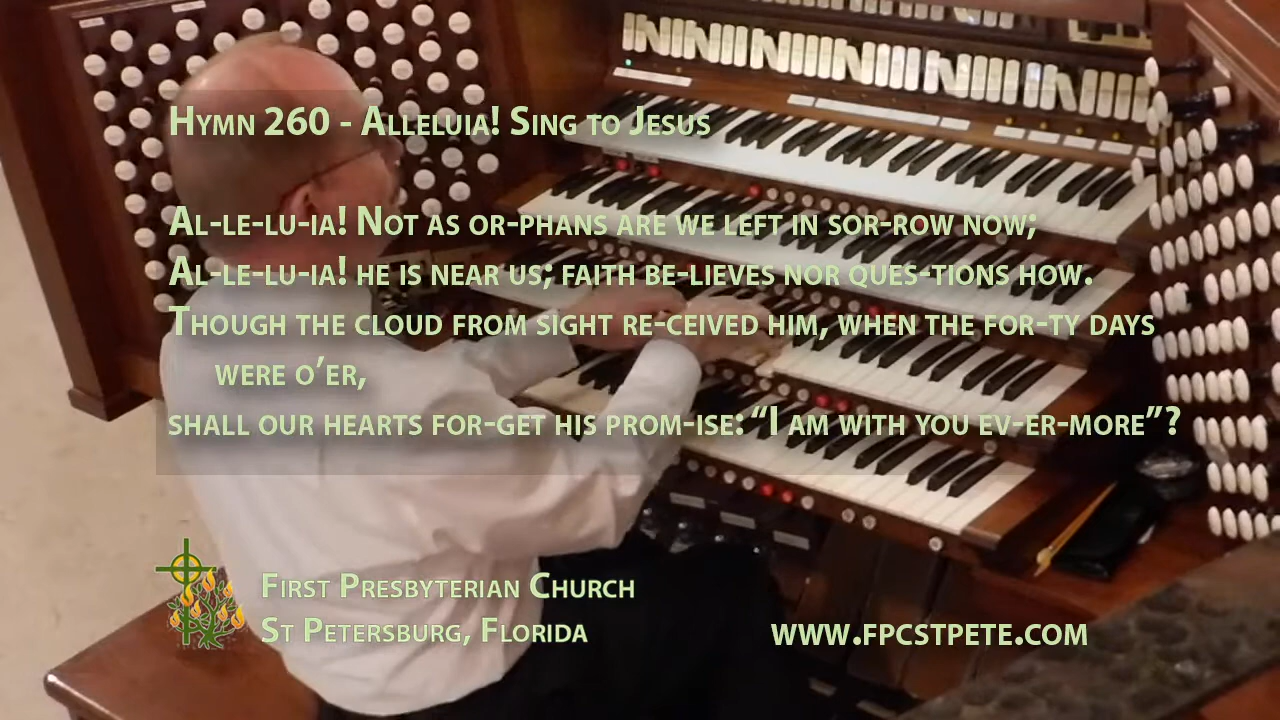 Hymn 260 - Alleluia! Sing to Jesus
Al-le-lu-ia! Not as or-phans are we left in sor-row now;
Al-le-lu-ia! he is near us; faith be-lieves nor ques-tions how.
Though the cloud from sight re-ceived him, when the for-ty days
were o’er,
shall our hearts for-get his prom-ise: “I am with you ev-er-more”?
First Presbyterian Church
St Petersburg, Florida
www.fpcstpete.com